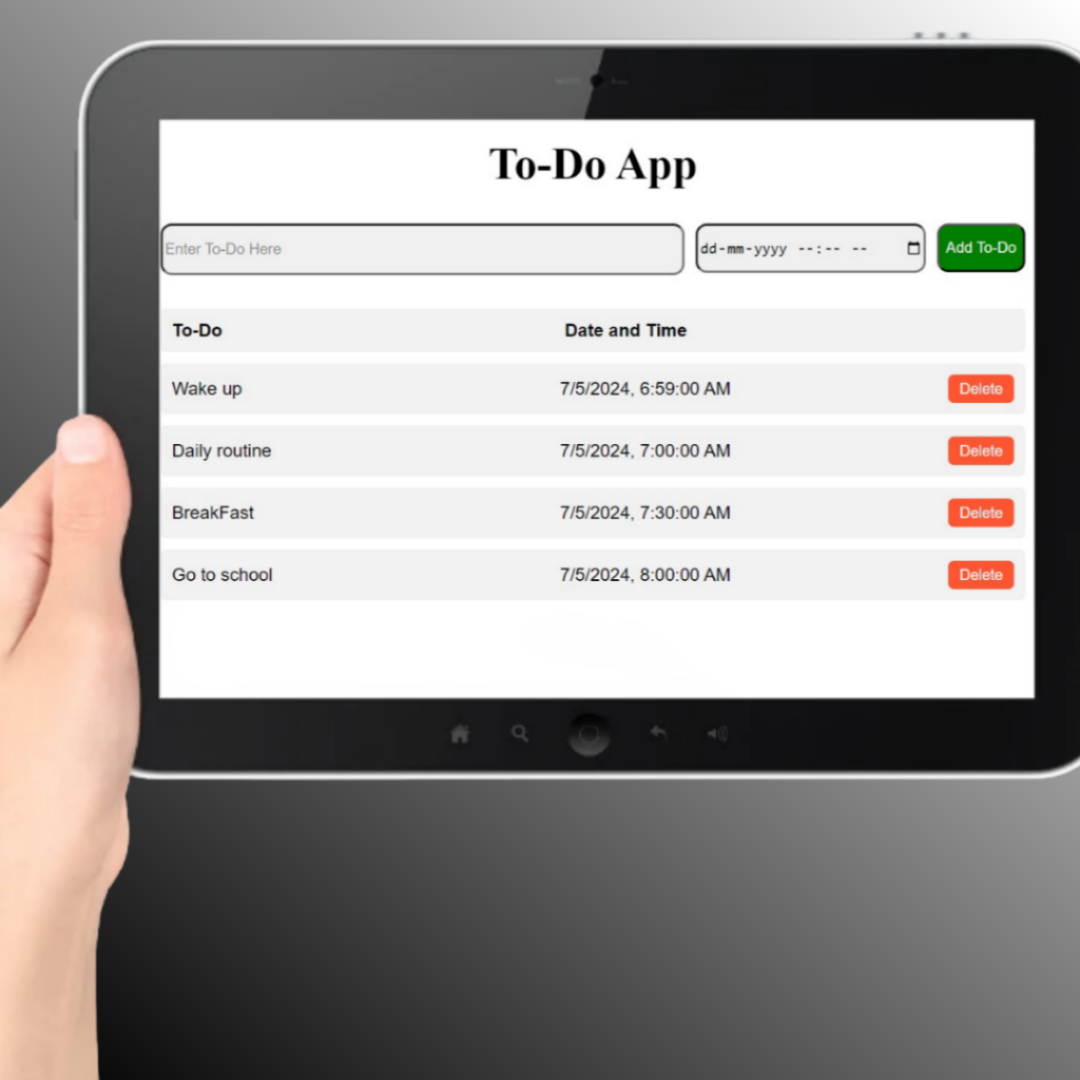 To-Do App
Enter To-Do Here dd-mm-yyyy --:-- -- Add To-Do
To-Do Date and Time
Wake up 7/5/2024, 6:59:00 AM Delete
Daily routine 7/5/2024, 7:00:00 AM Delete
BreakFast 7/5/2024, 7:30:00 AM Delete
Go to school 7/5/2024, 8:00:00 AM Delete